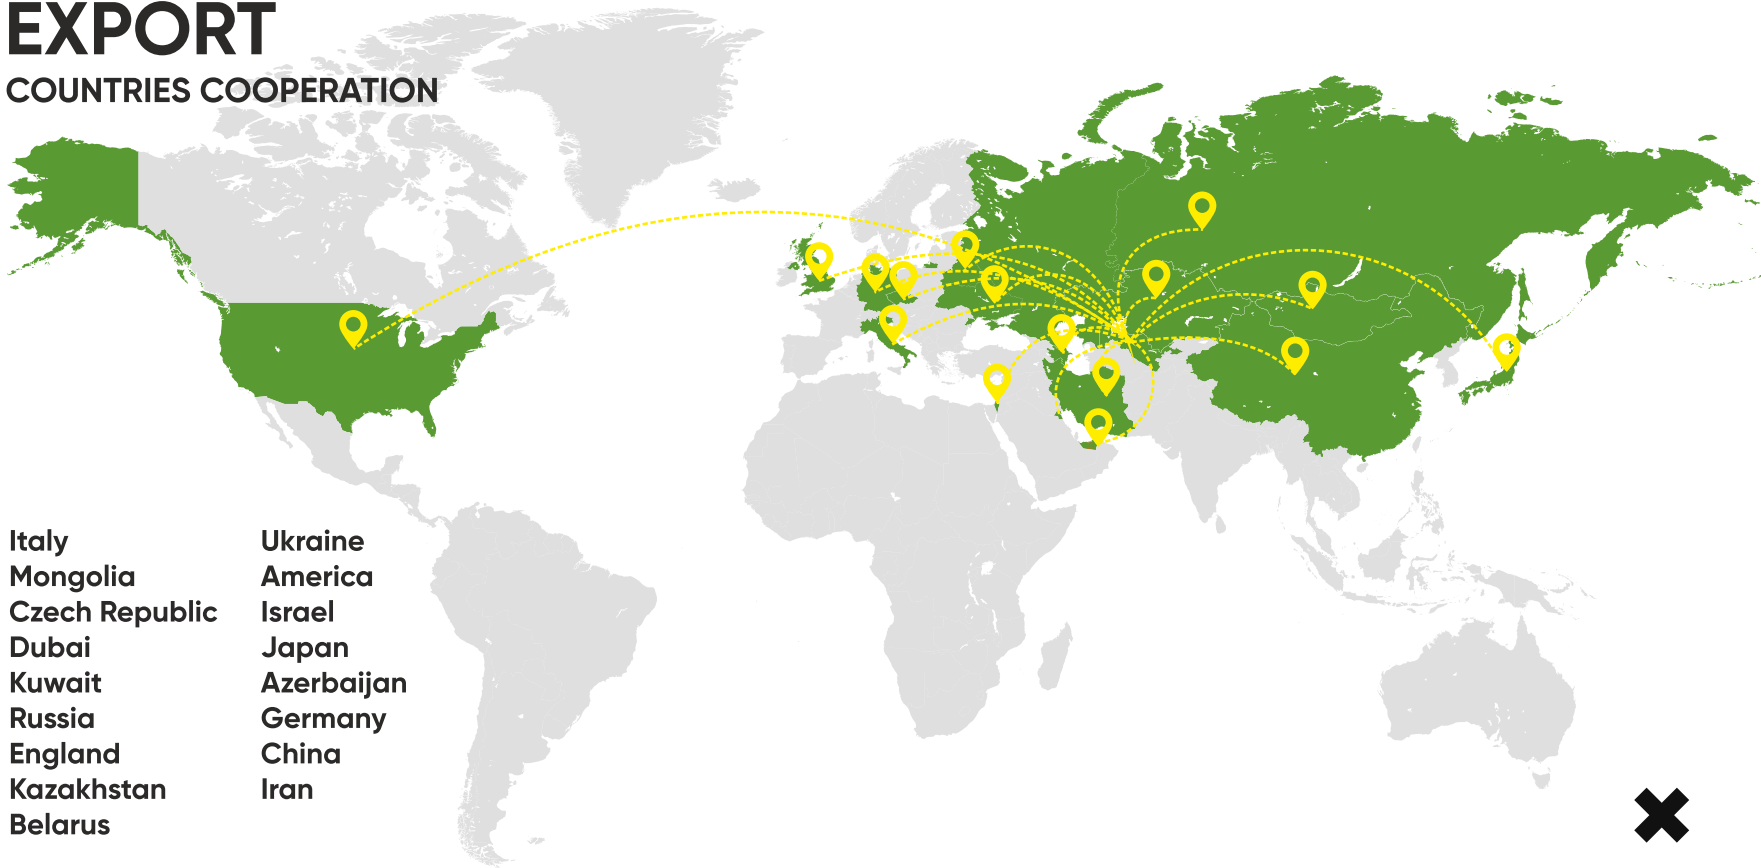 EXPORT
COUNTRIES COOPERATION
Italy
Mongolia
Czech Republic
Dubai
Kuwait
Russia
England
Kazakhstan
Belarus
Ukraine
America
Israel
Japan
Azerbaijan
Germany
China
Iran